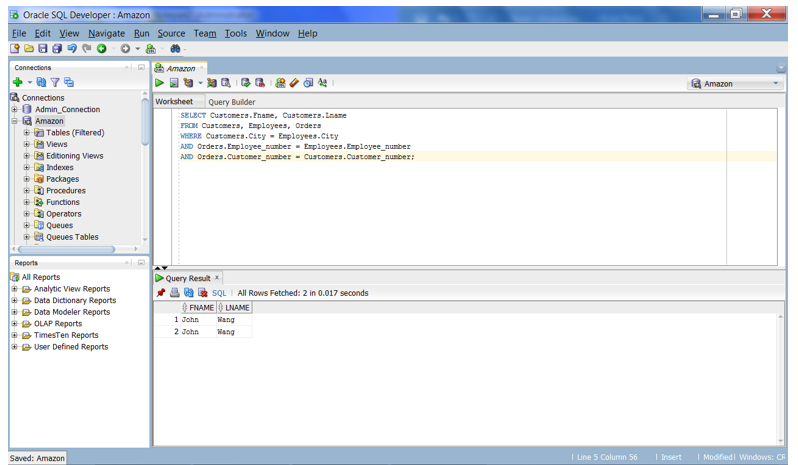 Oracle SQL Developer : Amazon
File Edit View Navigate Run Source Team Tools Window Help
Connections
Connections
Admin_Connection
Amazon
Tables (Filtered)
Views
Editioning Views
Indexes
Packages
Procedures
Functions
Operators
Queues
Queues Tables
Reports
All Reports
Analytic View Reports
Data Dictionary Reports
Data Modeler Reports
OLAP Reports
TimesTen Reports
User Defined Reports
Amazon
Amazon
Worksheet Query Builder
SELECT Customers.Fname, Customers.Lname
FROM Customers, Employees, Orders
WHERE Customers.City = Employees.City
AND Orders.Employee_number = Employees.Employee_number
AND Orders.Customer_number = Customers.Customer_number;
Query Result
SQL | All Rows Fetched: 2 in 0.017 seconds
FNAME LNAME
1 John Wang
2 John Wang
Saved: Amazon
| Line 5 Column 56 | Insert | Modified| Windows: CR